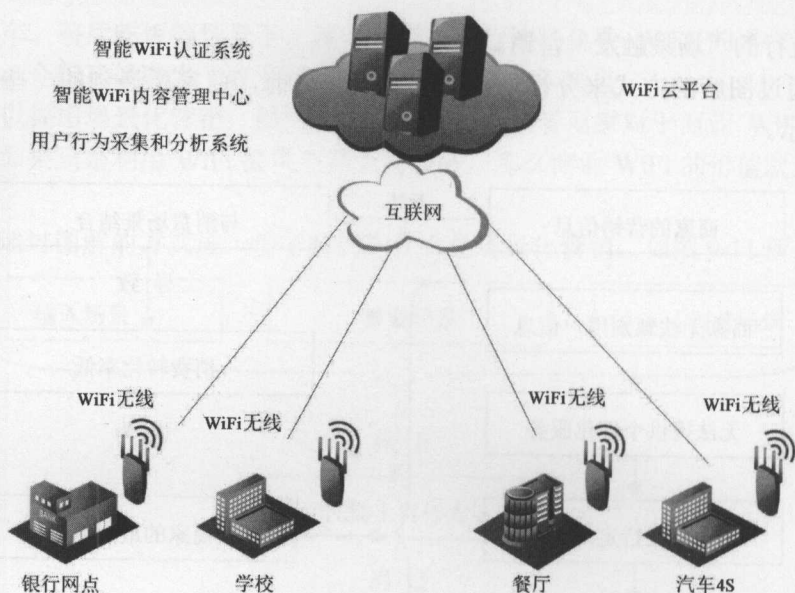 智能WiFi认证系统
智能WiFi内容管理中心
用户行为采集和分析系统
WiFi云平台
互联网
WiFi无线
WiFi无线
WiFi无线
WiFi无线
银行网点
学校
餐厅
汽车4S